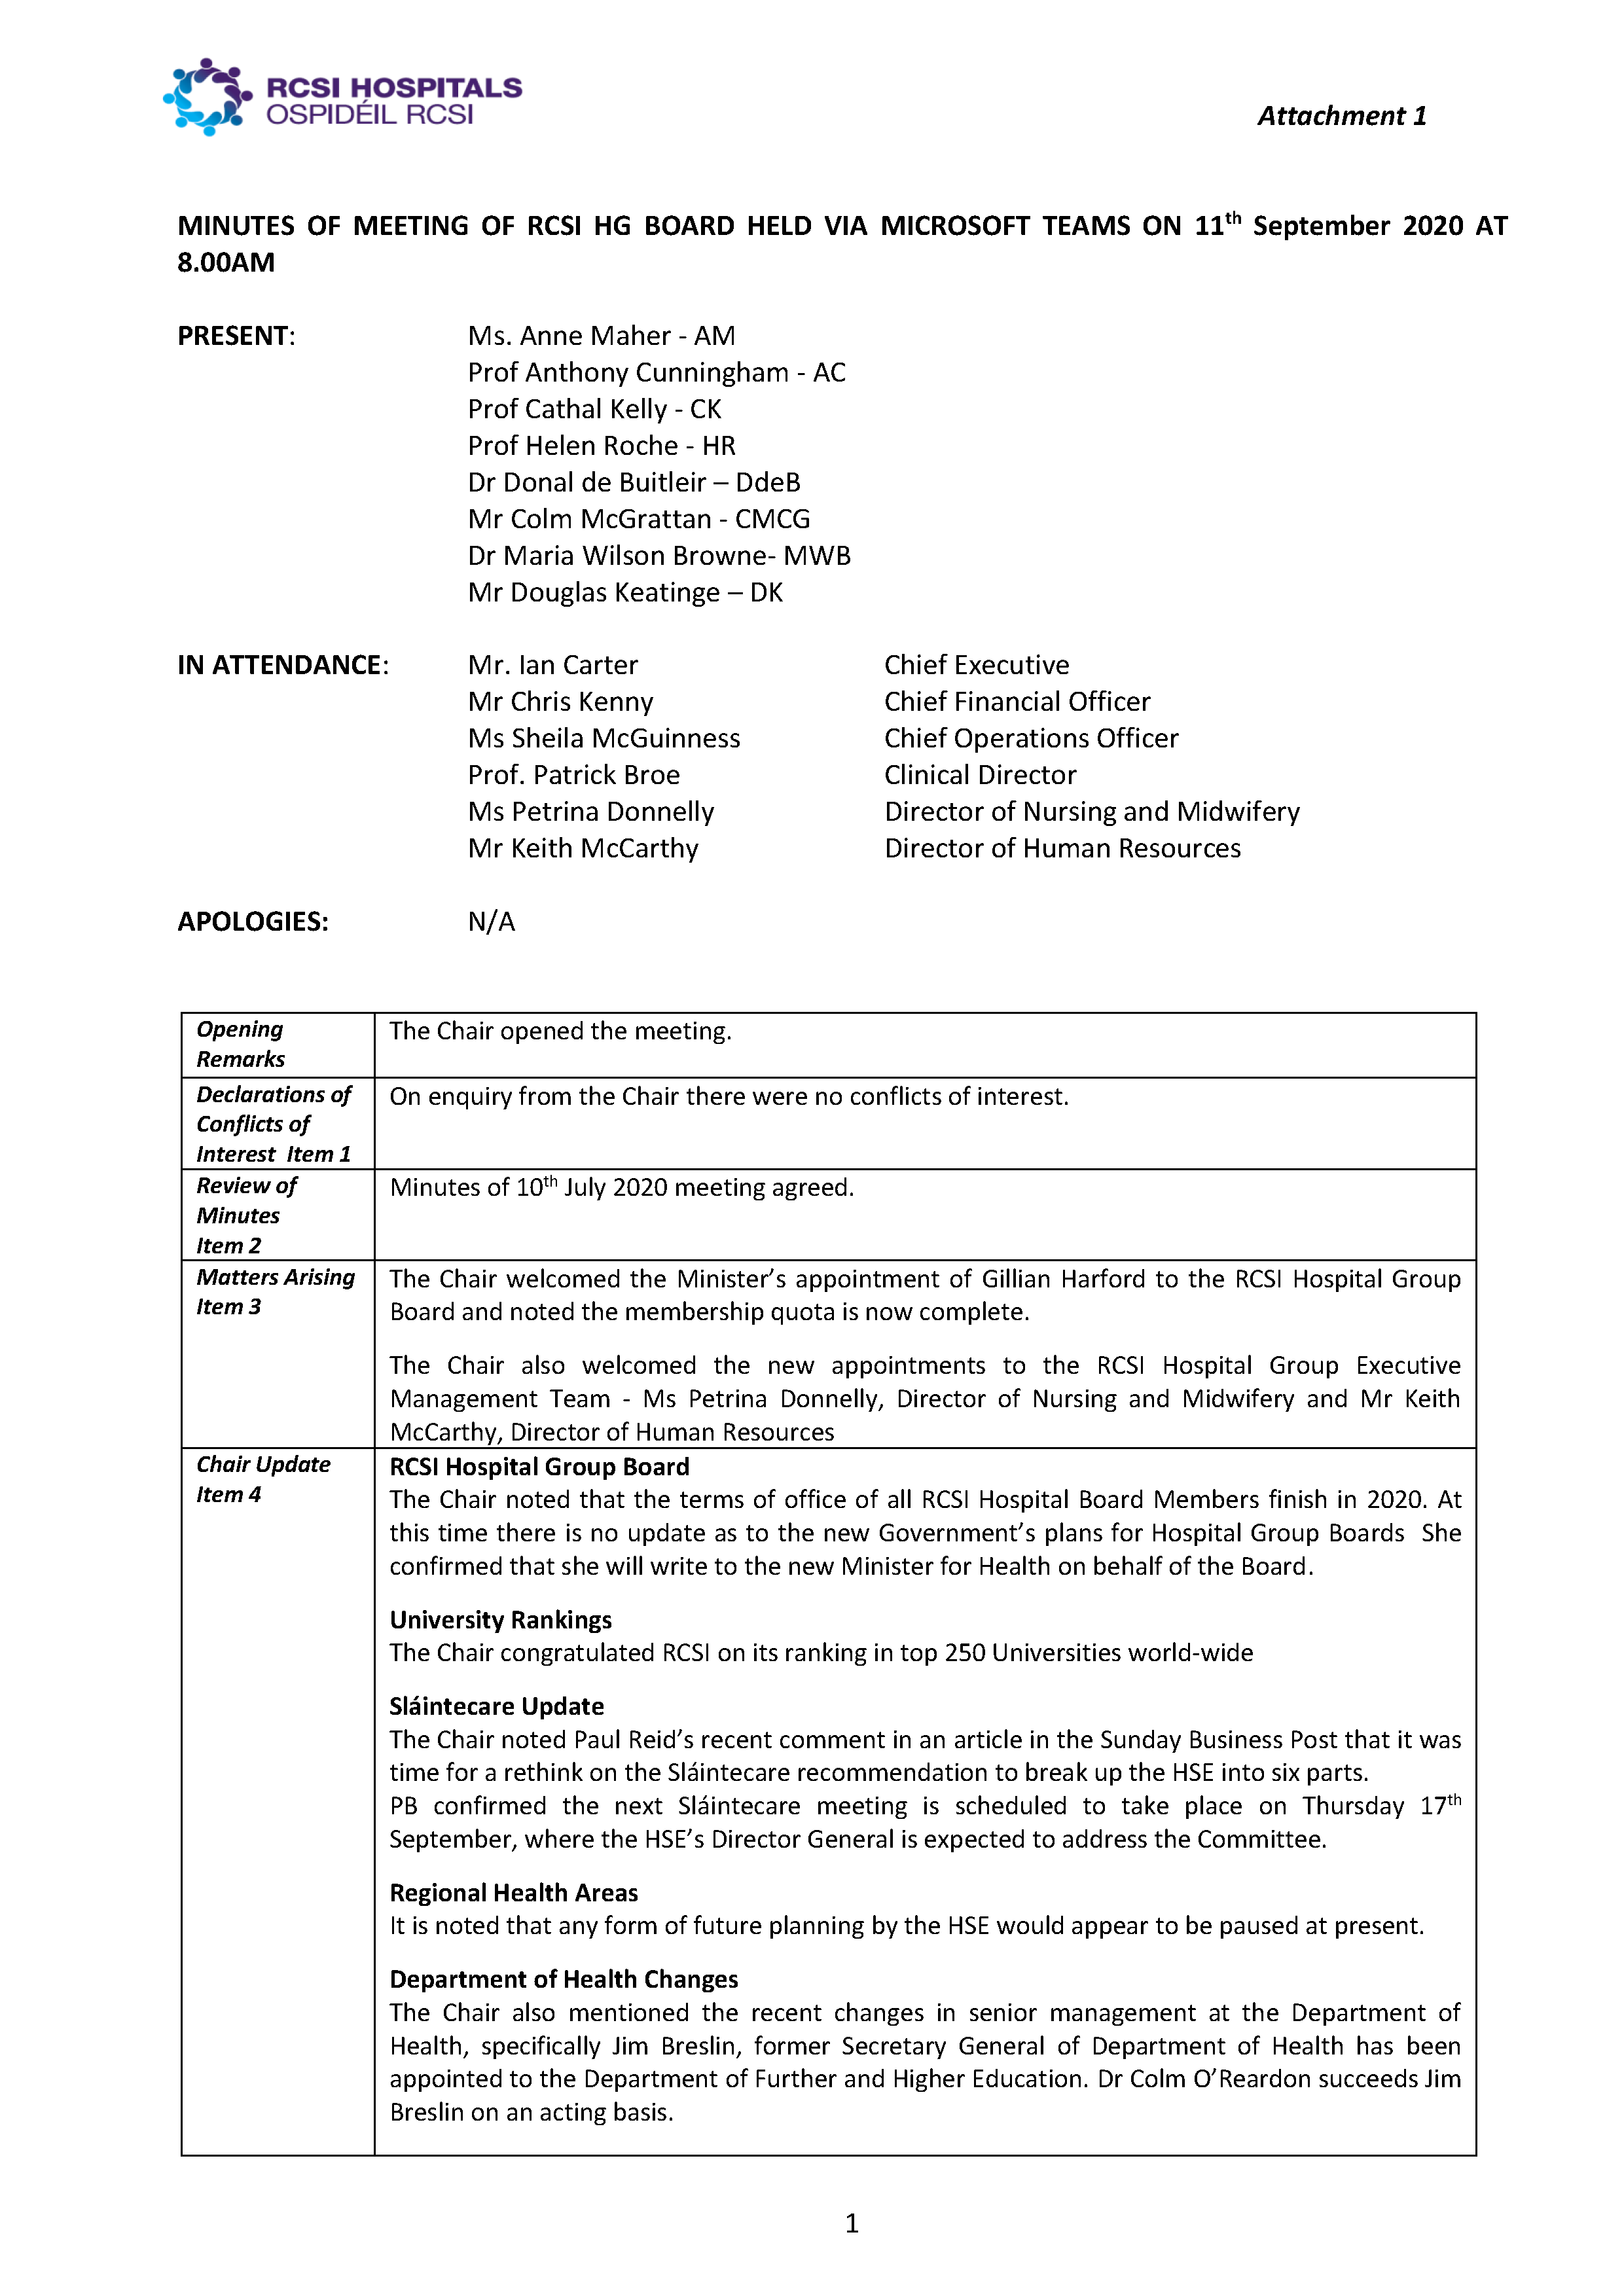 RCSI HOSPITALS
OSPIDÉIL RCSI
Attachment 1
MINUTES OF MEETING OF RCSI HG BOARD HELD VIA MICROSOFT TEAMS ON 11th September 2020 AT
8.00AM
PRESENT: Ms. Anne Maher - AM
Prof Anthony Cunningham - AC
Prof Cathal Kelly - CK
Prof Helen Roche - HR
Dr Donal de Buitleir – DdeB
Mr Colm McGrattan - CMCG
Dr Maria Wilson Browne- MWB
Mr Douglas Keatinge – DK
IN ATTENDANCE: Mr. Ian Carter Chief Executive
Mr Chris Kenny Chief Financial Officer
Ms Sheila McGuinness Chief Operations Officer
Prof. Patrick Broe Clinical Director
Ms Petrina Donnelly Director of Nursing and Midwifery
Mr Keith McCarthy Director of Human Resources
APOLOGIES: N/A
Opening
Remarks
The Chair opened the meeting.
Declarations of
Conflicts of
Interest Item 1
On enquiry from the Chair there were no conflicts of interest.
Review of
Minutes
Item 2
Minutes of 10th July 2020 meeting agreed.
Matters Arising
Item 3
The Chair welcomed the Minister’s appointment of Gillian Harford to the RCSI Hospital Group
Board and noted the membership quota is now complete.
The Chair also welcomed the new appointments to the RCSI Hospital Group Executive
Management Team - Ms Petrina Donnelly, Director of Nursing and Midwifery and Mr Keith
McCarthy, Director of Human Resources
Chair Update
Item 4
RCSI Hospital Group Board
The Chair noted that the terms of office of all RCSI Hospital Board Members finish in 2020. At
this time there is no update as to the new Government’s plans for Hospital Group Boards She
confirmed that she will write to the new Minister for Health on behalf of the Board.
University Rankings
The Chair congratulated RCSI on its ranking in top 250 Universities world-wide
Sláintecare Update
The Chair noted Paul Reid’s recent comment in an article in the Sunday Business Post that it was
time for a rethink on the Sláintecare recommendation to break up the HSE into six parts.
PB confirmed the next Sláintecare meeting is scheduled to take place on Thursday 17th
September, where the HSE’s Director General is expected to address the Committee.
Regional Health Areas
It is noted that any form of future planning by the HSE would appear to be paused at present.
Department of Health Changes
The Chair also mentioned the recent changes in senior management at the Department of
Health, specifically Jim Breslin, former Secretary General of Department of Health has been
appointed to the Department of Further and Higher Education. Dr Colm O’Reardon succeeds Jim
Breslin on an acting basis.
1